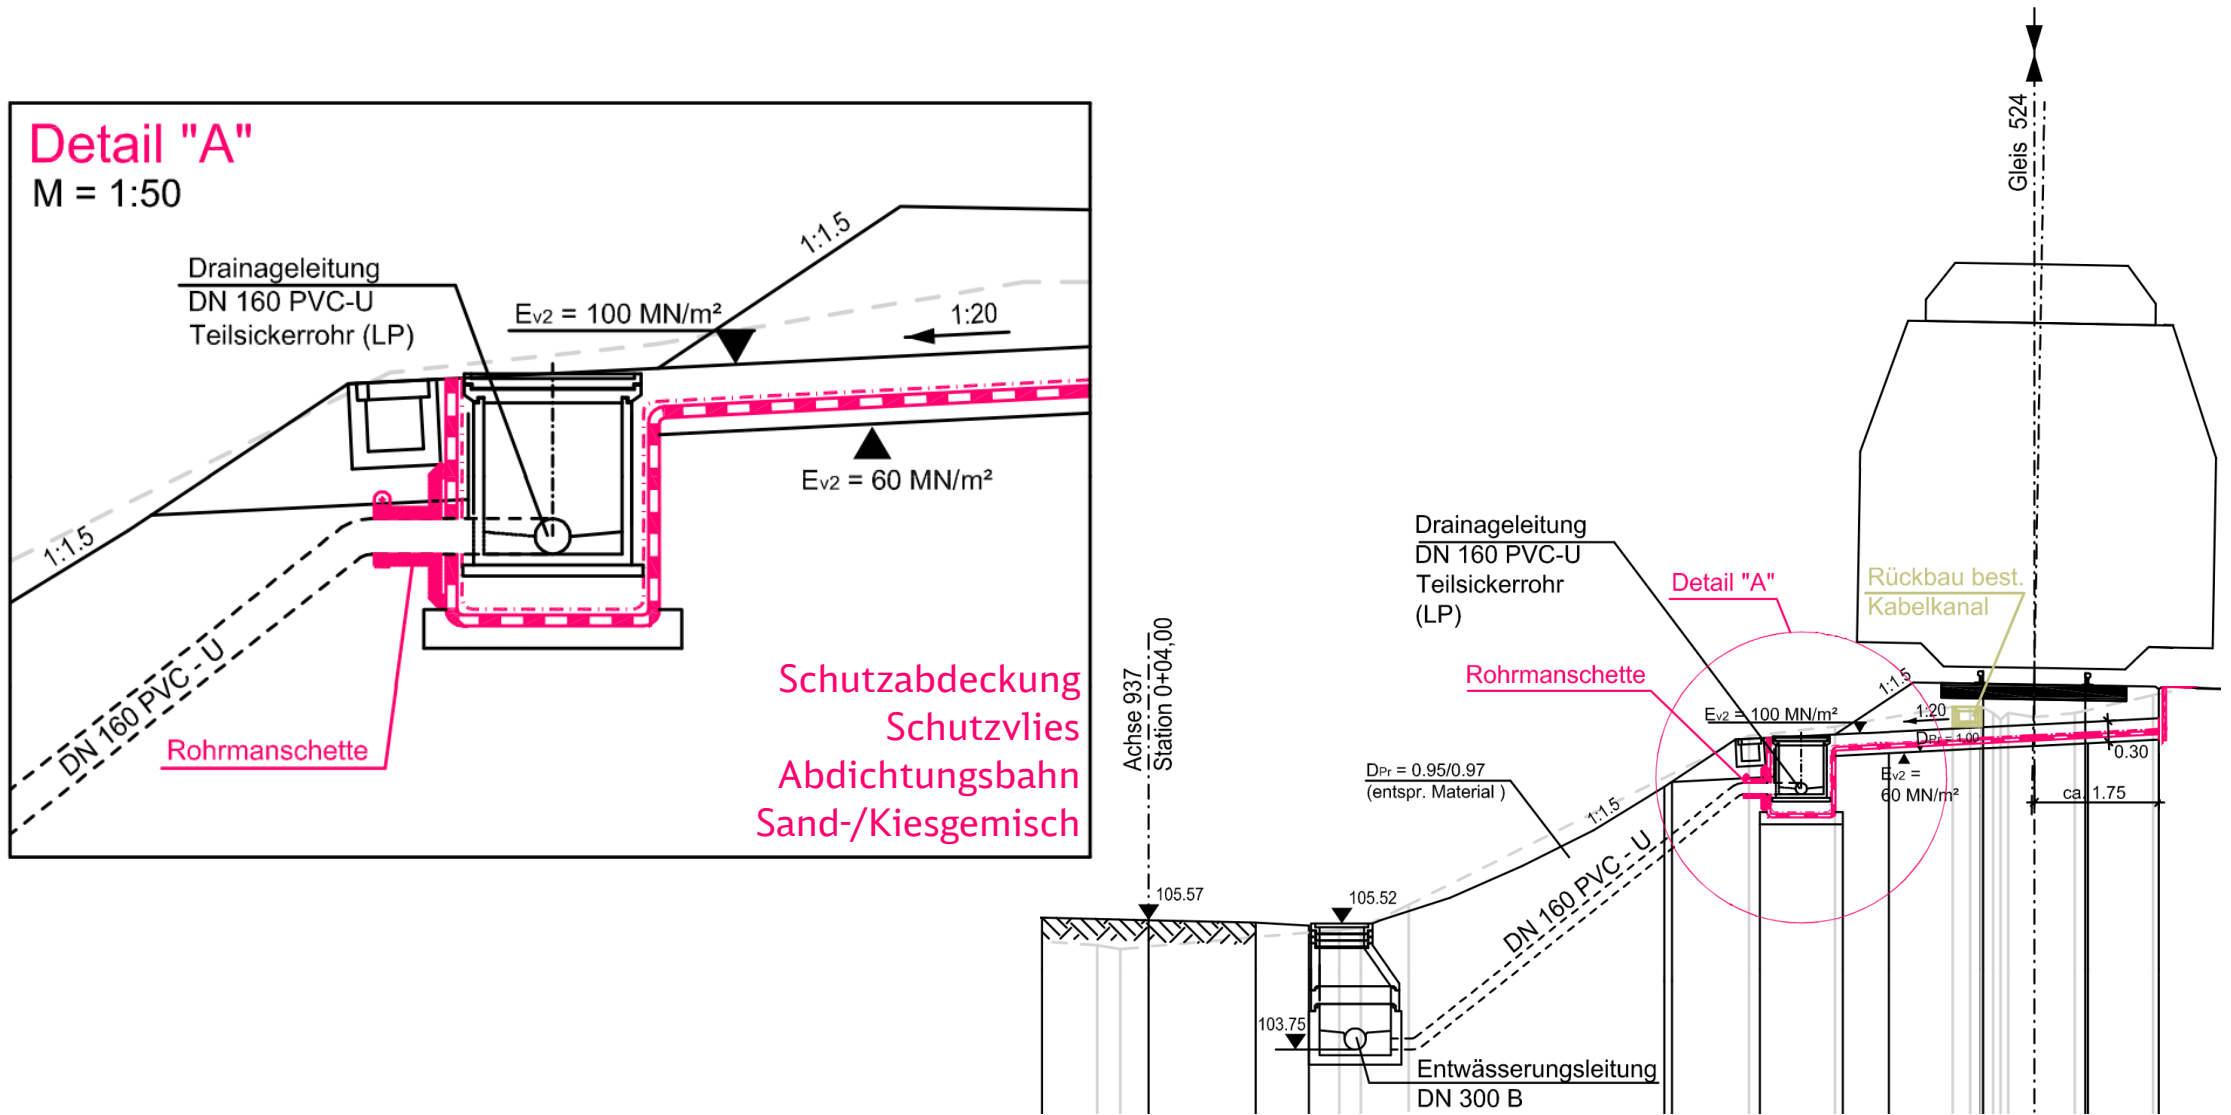 Detail "A"
M = 1:50
Drainageleitung
DN 160 PVC-U
Teilsickerrohr (LP)
Ev2 = 100 MN/m²
1:1.5
1:20
Ev2 = 60 MN/m²
1:1.5
DN 160 PVC - U
Rohrmanschette
Schutzabdeckung
Schutzvlies
Abdichtungsbahn
Sand-/Kiesgemisch
Gleis 524
Drainageleitung
DN 160 PVC-U
Teilsickerrohr
(LP)
Detail "A"
Rückbau best.
Kabelkanal
Rohrmanschette
1:1.5
Ev2 = 100 MN/m²
1:20
DPr = 1.00
0.30
Ev2 =
60 MN/m²
ca. 1.75
DPr = 0.95/0.97
(entspr. Material )
1:1.5
DN 160 PVC - U
Achse 937
Station 0+04,00
105.57
105.52
103.75
Entwässerungsleitung
DN 300 B